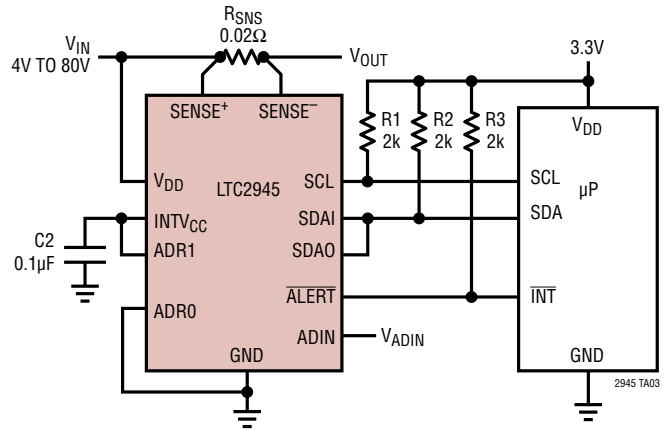 RSNS
0.02Ω
VIN
4V TO 80V
VOUT
3.3V
SENSE+
SENSE–
R1
2k
R2
2k
R3
2k
VDD
VDD
LTC2945
SCL
SCL
µP
INTVCC
SDAI
SDA
C2
0.1µF
ADR1
SDAO
ALERT
INT
ADR0
ADIN
VADIN
GND
GND
2945 TA03